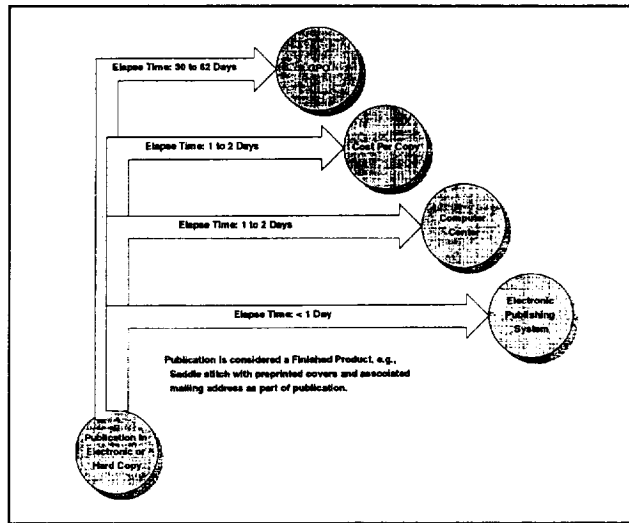 Elapse Time: 30 to 62 Days
GPO
Elapse Time: 1 to 2 Days
Cost Per Copy
Elapse Time: 1 to 2 Days
Computer
Center
Elapse Time: < 1 Day
Electronic
Publishing
System
Publication is considered a Finished Product, e.g.,
Saddle stitch with preprinted covers and associated
mailing address as part of publication.
Publication in
Electronic or
Hard Copy